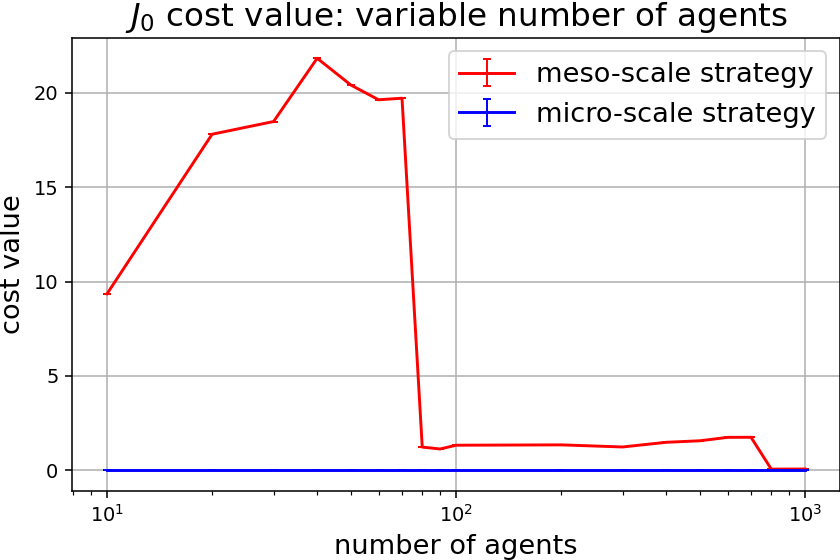 J₀ cost value: variable number of agents
meso-scale strategy
micro-scale strategy
cost value
20
15
10
5
0
10¹ 10² 10³
number of agents